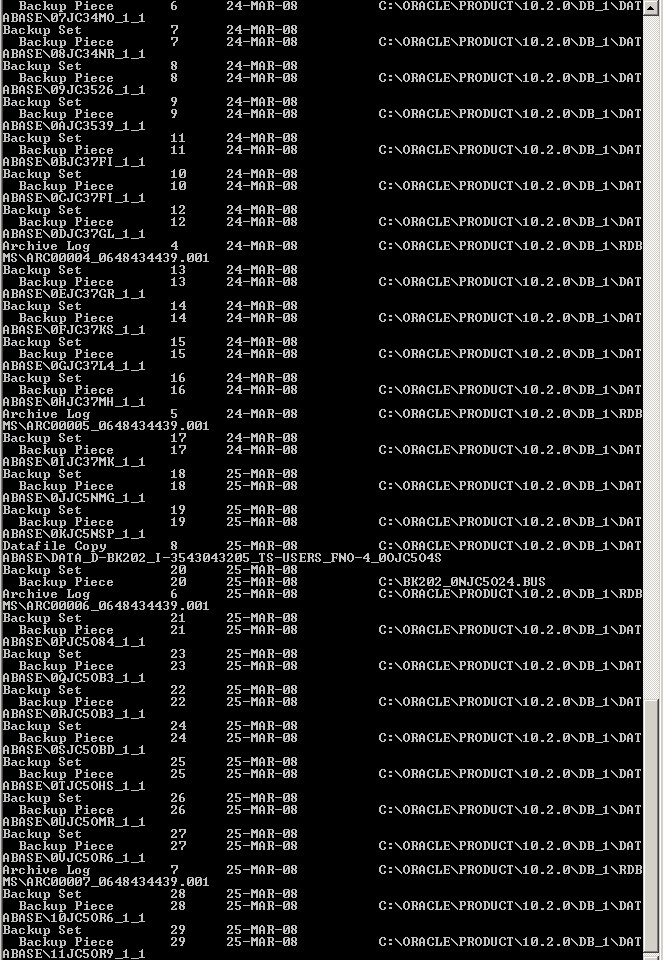 Backup Piece       6      24-MAR-08          C:\ORACLE\PRODUCT\10.2.0\DB_1\DAT
ABASE\07JC34MO_1_1
Backup Set           7      24-MAR-08
  Backup Piece       7      24-MAR-08          C:\ORACLE\PRODUCT\10.2.0\DB_1\DAT
ABASE\08JC34NR_1_1
Backup Set           8      24-MAR-08
  Backup Piece       8      24-MAR-08          C:\ORACLE\PRODUCT\10.2.0\DB_1\DAT
ABASE\09JC3526_1_1
Backup Set           9      24-MAR-08
  Backup Piece       9      24-MAR-08          C:\ORACLE\PRODUCT\10.2.0\DB_1\DAT
ABASE\0AJC3539_1_1
Backup Set           11     24-MAR-08
  Backup Piece       11     24-MAR-08          C:\ORACLE\PRODUCT\10.2.0\DB_1\DAT
ABASE\0BJC37FI_1_1
Backup Set           10     24-MAR-08
  Backup Piece       10     24-MAR-08          C:\ORACLE\PRODUCT\10.2.0\DB_1\DAT
ABASE\0CJC37FI_1_1
Backup Set           12     24-MAR-08
  Backup Piece       12     24-MAR-08          C:\ORACLE\PRODUCT\10.2.0\DB_1\DAT
ABASE\0DJC37GL_1_1
Archive Log          4      24-MAR-08          C:\ORACLE\PRODUCT\10.2.0\DB_1\RDB
MS\ARC00004_0648434439.001
Backup Set           13     24-MAR-08
  Backup Piece       13     24-MAR-08          C:\ORACLE\PRODUCT\10.2.0\DB_1\DAT
ABASE\0EJC37GR_1_1
Backup Set           14     24-MAR-08
  Backup Piece       14     24-MAR-08          C:\ORACLE\PRODUCT\10.2.0\DB_1\DAT
ABASE\0FJC37KS_1_1
Backup Set           15     24-MAR-08
  Backup Piece       15     24-MAR-08          C:\ORACLE\PRODUCT\10.2.0\DB_1\DAT
ABASE\0GJC37L4_1_1
Backup Set           16     24-MAR-08
  Backup Piece       16     24-MAR-08          C:\ORACLE\PRODUCT\10.2.0\DB_1\DAT
ABASE\0HJC37MH_1_1
Archive Log          5      24-MAR-08          C:\ORACLE\PRODUCT\10.2.0\DB_1\RDB
MS\ARC00005_0648434439.001
Backup Set           17     24-MAR-08
  Backup Piece       17     24-MAR-08          C:\ORACLE\PRODUCT\10.2.0\DB_1\DAT
ABASE\0IJC37MK_1_1
Backup Set           18     25-MAR-08
  Backup Piece       18     25-MAR-08          C:\ORACLE\PRODUCT\10.2.0\DB_1\DAT
ABASE\0JJC5NMG_1_1
Backup Set           19     25-MAR-08
  Backup Piece       19     25-MAR-08          C:\ORACLE\PRODUCT\10.2.0\DB_1\DAT
ABASE\0KJC5NSP_1_1
Datafile Copy        8      25-MAR-08          C:\ORACLE\PRODUCT\10.2.0\DB_1\DAT
ABASE\DATA_D-BK202_I-3543043205_TS-USERS_FNO-4_0OJC5O4S
Backup Set           20     25-MAR-08
  Backup Piece       20     25-MAR-08          C:\BK202_0NJC5O24.BUS
Archive Log          6      25-MAR-08          C:\ORACLE\PRODUCT\10.2.0\DB_1\RDB
MS\ARC00006_0648434439.001
Backup Set           21     25-MAR-08
  Backup Piece       21     25-MAR-08          C:\ORACLE\PRODUCT\10.2.0\DB_1\DAT
ABASE\0PJC5O84_1_1
Backup Set           23     25-MAR-08
  Backup Piece       23     25-MAR-08          C:\ORACLE\PRODUCT\10.2.0\DB_1\DAT
ABASE\0QJC5OB3_1_1
Backup Set           22     25-MAR-08
  Backup Piece       22     25-MAR-08          C:\ORACLE\PRODUCT\10.2.0\DB_1\DAT
ABASE\0RJC5OB3_1_1
Backup Set           24     25-MAR-08
  Backup Piece       24     25-MAR-08          C:\ORACLE\PRODUCT\10.2.0\DB_1\DAT
ABASE\0SJC5OBD_1_1
Backup Set           25     25-MAR-08
  Backup Piece       25     25-MAR-08          C:\ORACLE\PRODUCT\10.2.0\DB_1\DAT
ABASE\0TJC5OHS_1_1
Backup Set           26     25-MAR-08
  Backup Piece       26     25-MAR-08          C:\ORACLE\PRODUCT\10.2.0\DB_1\DAT
ABASE\0UJC5OMR_1_1
Backup Set           27     25-MAR-08
  Backup Piece       27     25-MAR-08          C:\ORACLE\PRODUCT\10.2.0\DB_1\DAT
ABASE\0VJC5OR6_1_1
Archive Log          7      25-MAR-08          C:\ORACLE\PRODUCT\10.2.0\DB_1\RDB
MS\ARC00007_0648434439.001
Backup Set           28     25-MAR-08
  Backup Piece       28     25-MAR-08          C:\ORACLE\PRODUCT\10.2.0\DB_1\DAT
ABASE\10JC5OR6_1_1
Backup Set           29     25-MAR-08
  Backup Piece       29     25-MAR-08          C:\ORACLE\PRODUCT\10.2.0\DB_1\DAT
ABASE\11JC5OR9_1_1